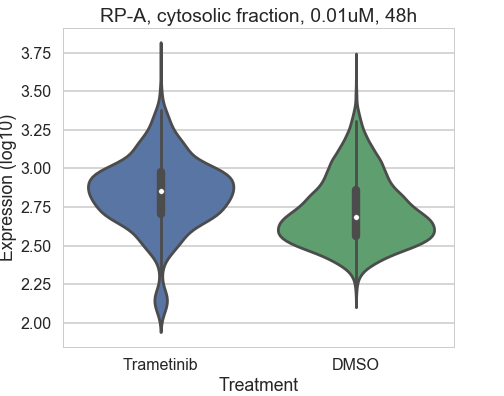 RP-A, cytosolic fraction, 0.01uM, 48h
Expression (log10)
3.75
3.50
3.25
3.00
2.75
2.50
2.25
2.00
Trametinib DMSO
Treatment